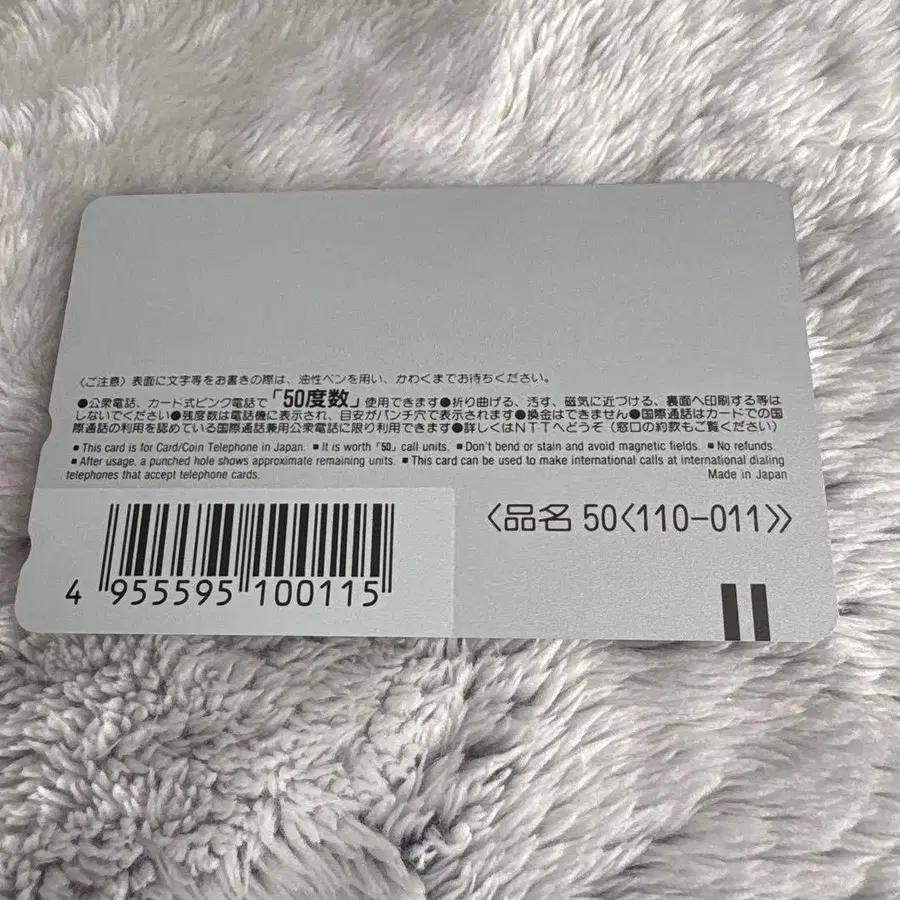 〈ご注意〉表面に文字等をお書きの際は、油性ペンを用い、かわくまでお待ちください。
●公衆電話、カード式ピンク電話で「50度数」使用できます●折り曲げる、汚す、磁気に近づける、裏面へ印刷する等は
しないでください●残度数は電話機に表示され、目安がパンチ穴で表示されます●換金はできません●国際通話はカードでの国
際通話の利用を認めている国際通話兼用公衆電話に限り利用できます●詳しくはNTTへどうぞ（窓口の約款もご覧ください）
■This card is for Card/Coin Telephone in Japan. ■It is worth「50」call units. ■Don't bend or stain and avoid magnetic fields. ■No refunds.
■After usage, a punched hole shows approximate remaining units. ■This card can be used to make international calls at international dialing
telephones that accept telephone cards. Made in Japan
〈品名 50〈110-011〉〉
4 955595 100115